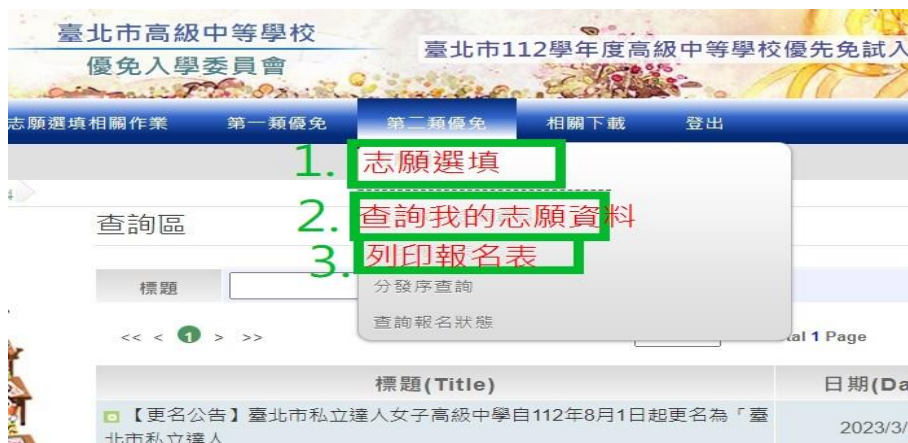 臺北市高級中等學校
優免入學委員會
臺北市112學年度高級中等學校優先免試入
志願選填相關作業 第一類優免 第二類優免 相關下載 登出
1. 志願選填
2. 查詢我的志願資料
3. 列印報名表
分發序查詢
查詢報名狀態
查詢區
標題
<< < 1 > >>
tal 1 Page
標題(Title) 日期(Da
【更名公告】臺北市私立達人女子高級中學自112年8月1日起更名為「臺
北市私立達人
2023/3/